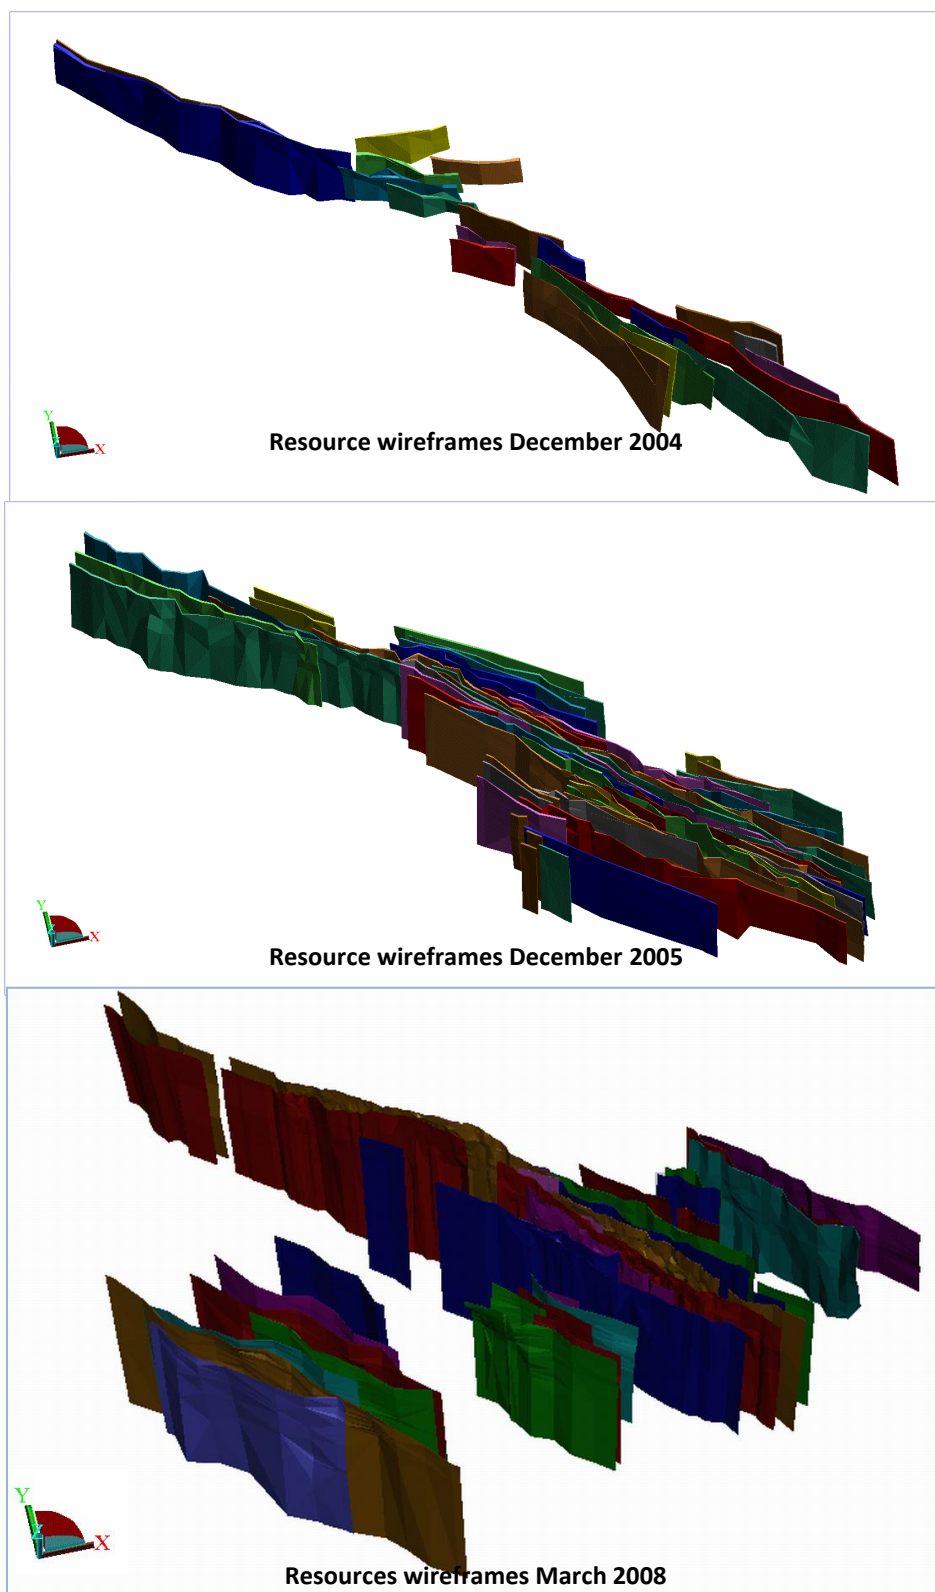 Y
X
Z
Resource wireframes December 2004
Y
X
Z
Resource wireframes December 2005
Y
X
Z
Resources wireframes March 2008